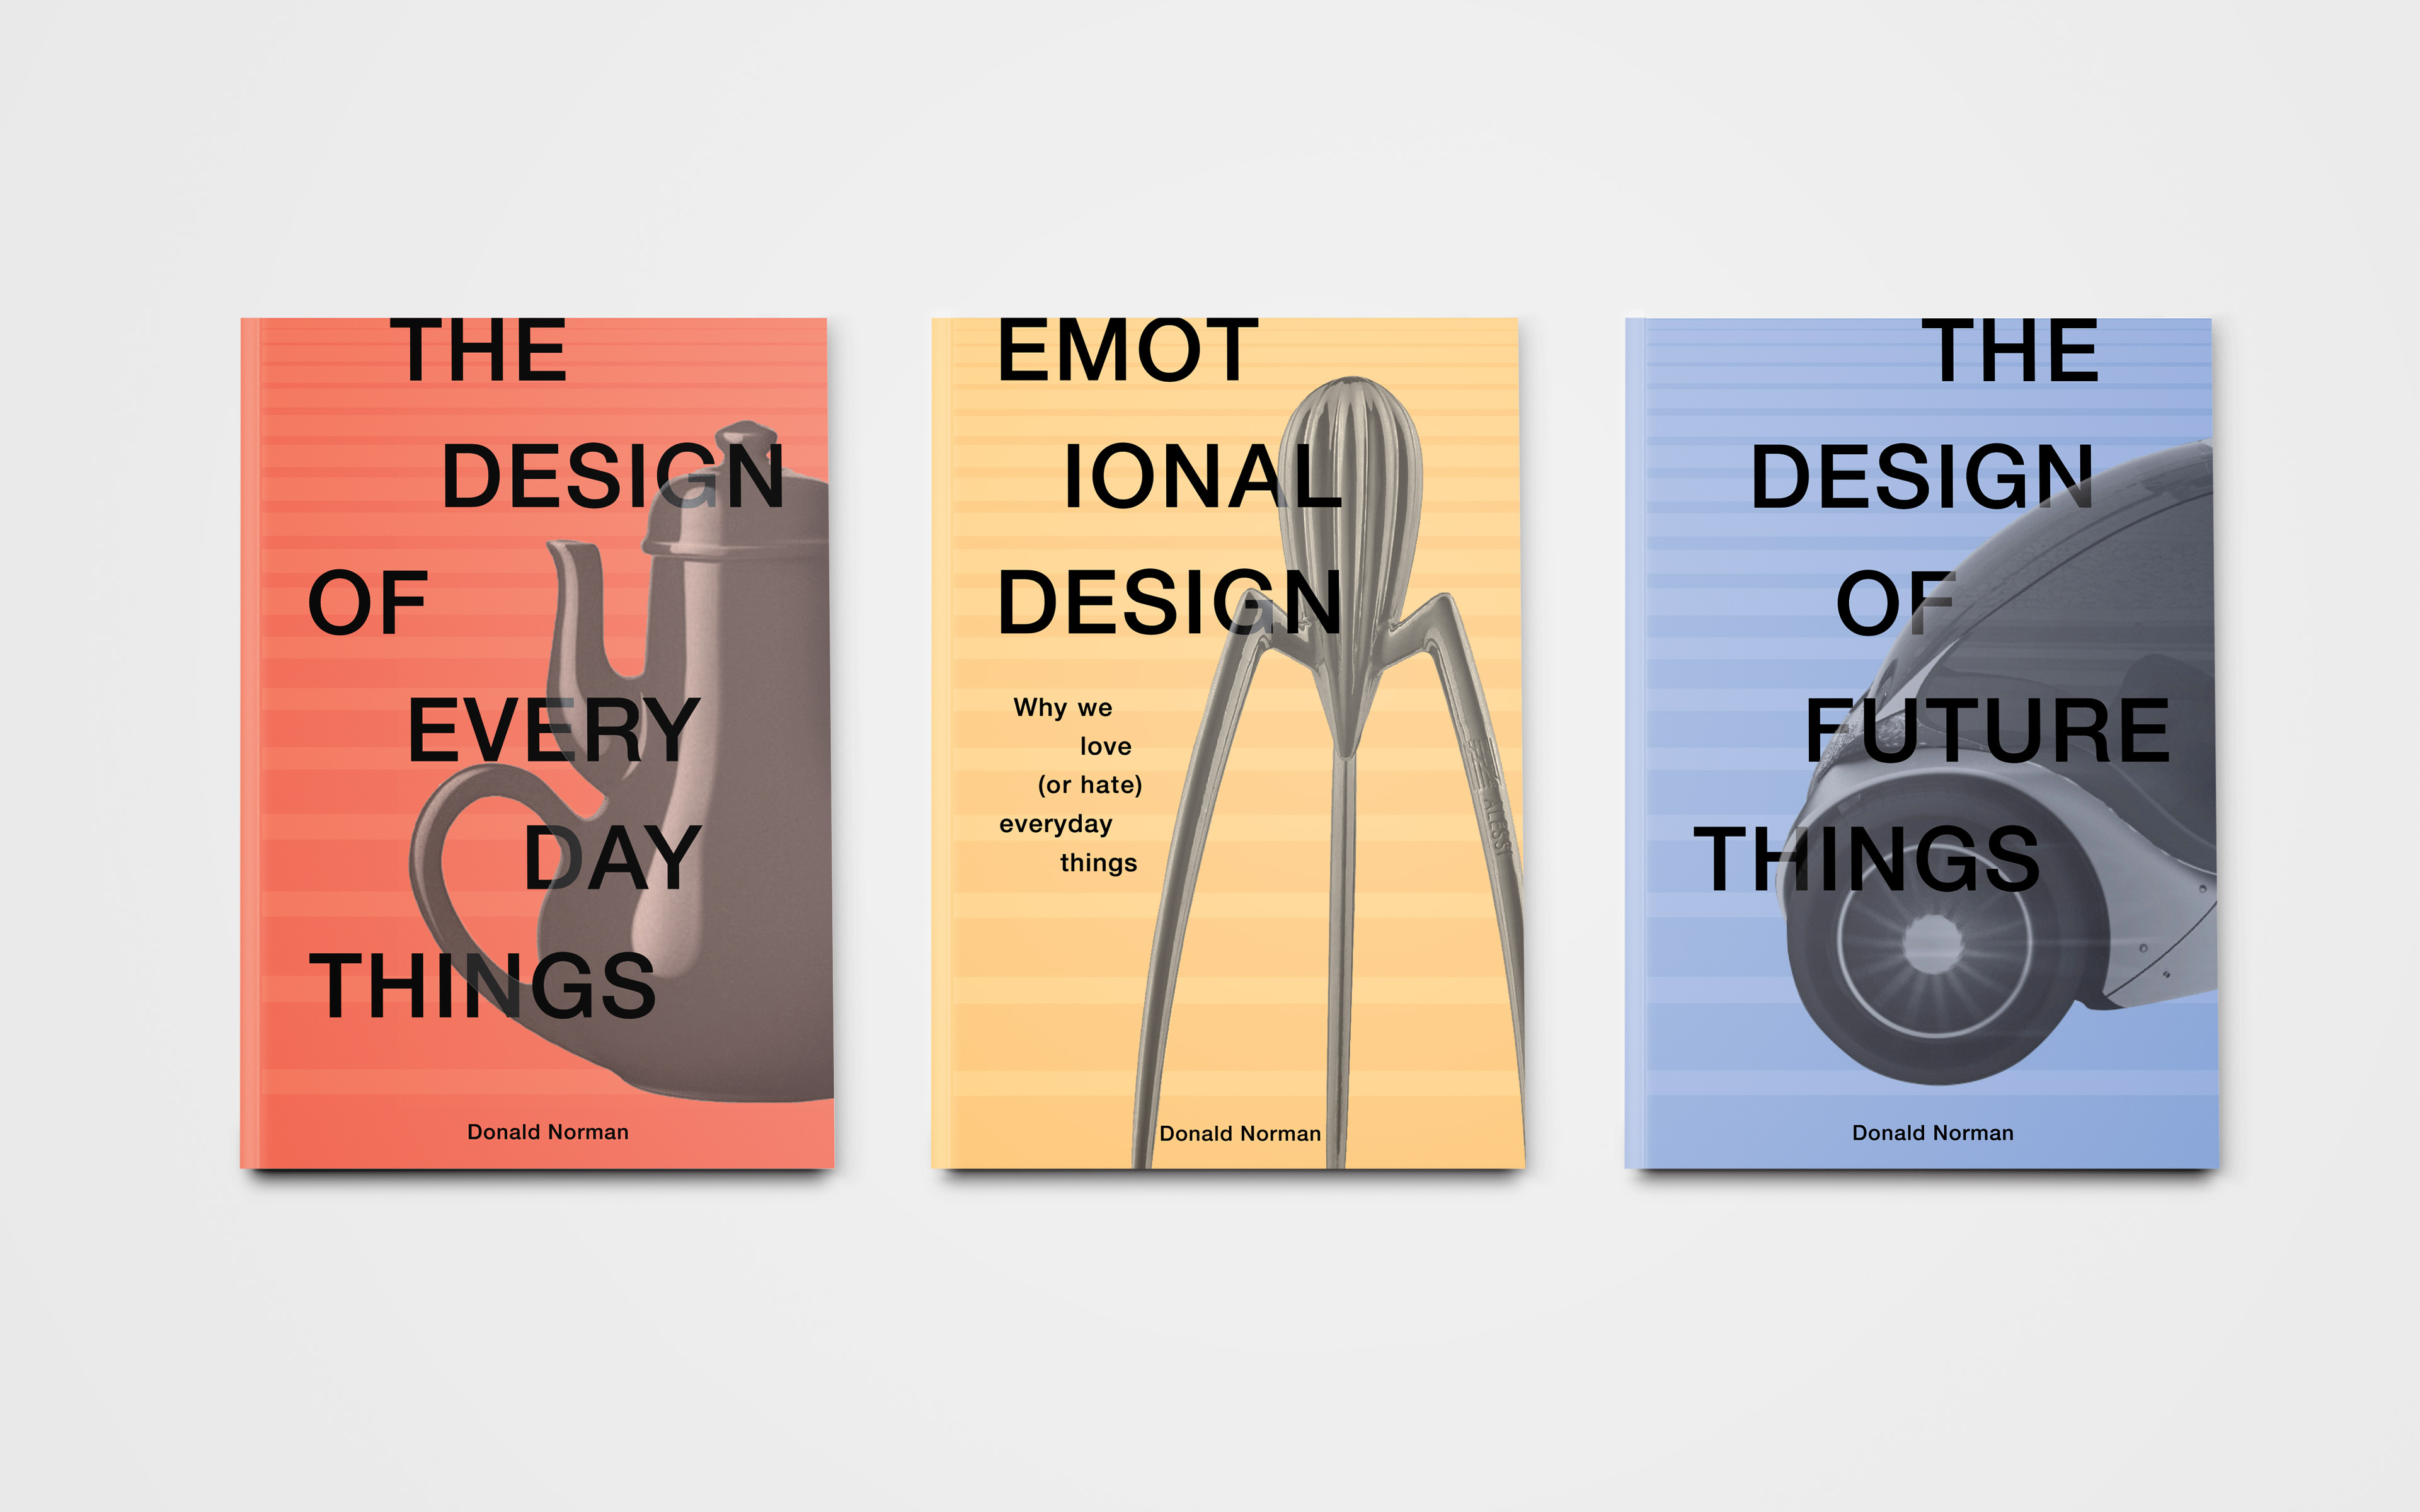 THE
DESIGN
OF
EVERY
DAY
THINGS
Donald Norman
EMOT
IONAL
DESIGN
Why we
love
(or hate)
everyday
things
ALESSI
Donald Norman
THE
DESIGN
OF
FUTURE
THINGS
Donald Norman